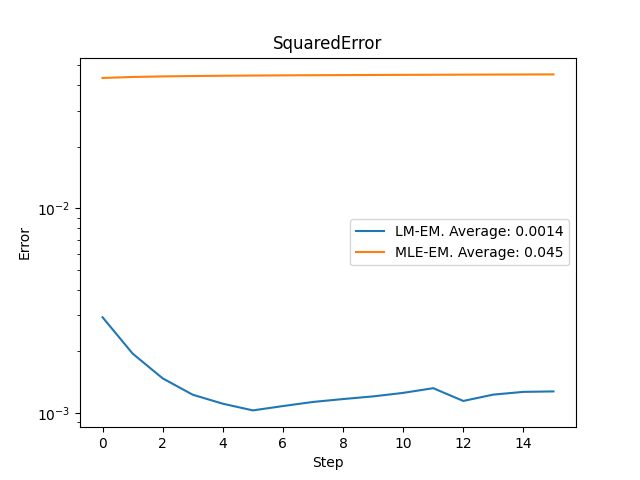 SquaredError
Error
10⁻²
10⁻³
LM-EM. Average: 0.0014
MLE-EM. Average: 0.045
0 2 4 6 8 10 12 14
Step